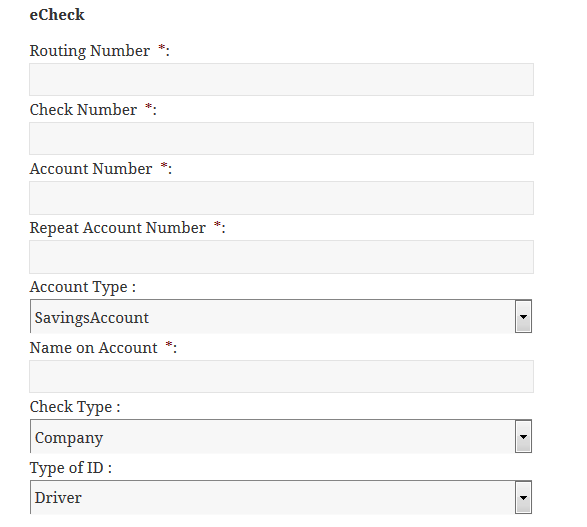 eCheck
Routing Number *:
Check Number *:
Account Number *:
Repeat Account Number *:
Account Type :
SavingsAccount
Name on Account *:
Check Type :
Company
Type of ID :
Driver